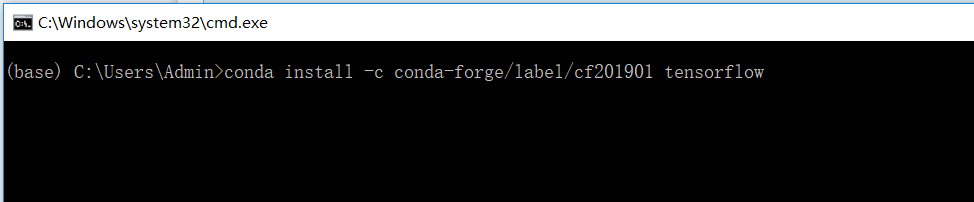 C:\Windows\system32\cmd.exe
(base) C:\Users\Admin>conda install -c conda-forge/label/cf201901 tensorflow